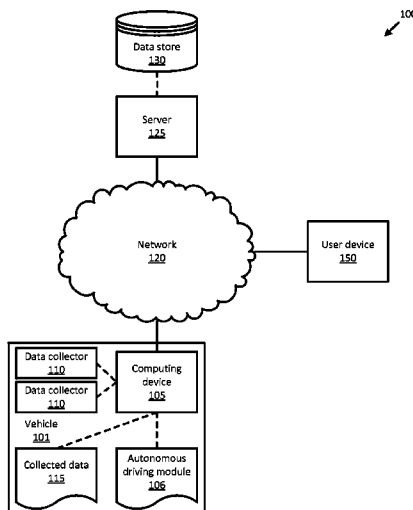 100
Data store
130
Server
125
Network
120
User device
150
Data collector
110
Data collector
110
Computing
device
105
Vehicle
101
Collected data
115
Autonomous
driving module
106